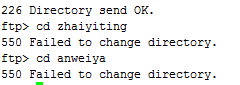 226 Directory send OK.
ftp> cd zhaiyiting
550 Failed to change directory.
ftp> cd anweiya
550 Failed to change directory.